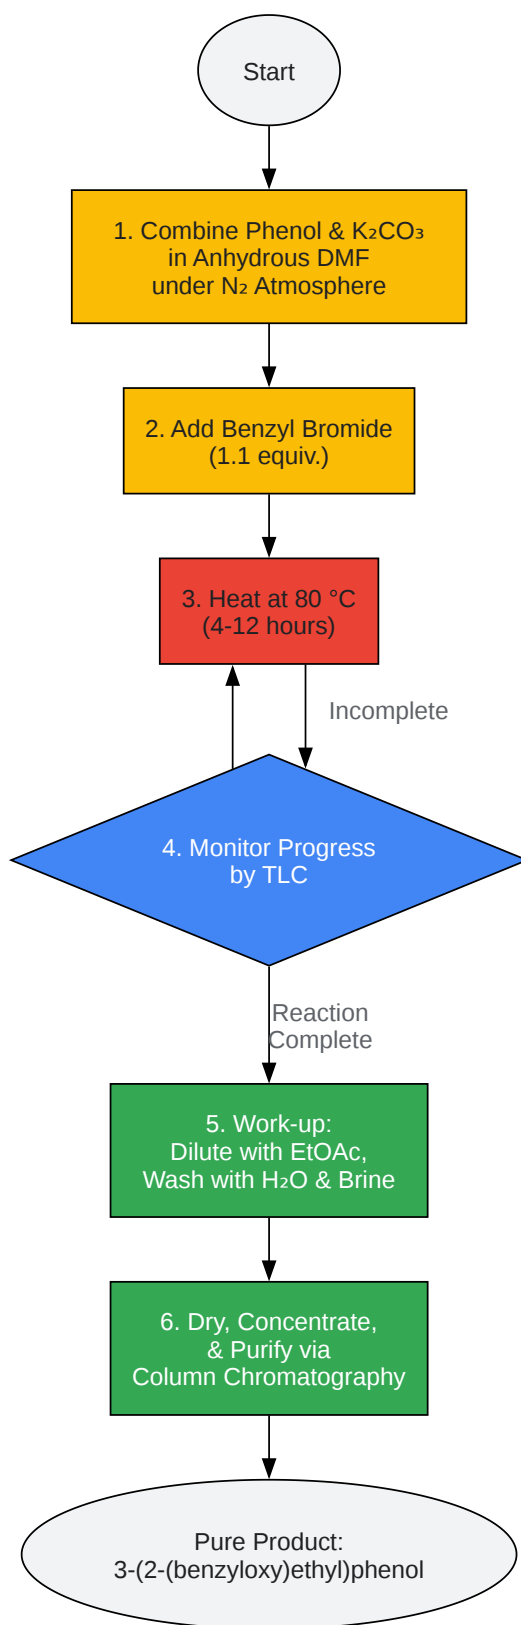 Start
1. Combine Phenol & K₂CO₃
in Anhydrous DMF
under N₂ Atmosphere
2. Add Benzyl Bromide
(1.1 equiv.)
3. Heat at 80 °C
(4-12 hours)
Incomplete
4. Monitor Progress
by TLC
Reaction
Complete
5. Work-up:
Dilute with EtOAc,
Wash with H₂O & Brine
6. Dry, Concentrate,
& Purify via
Column Chromatography
Pure Product:
3-(2-(benzyloxy)ethyl)phenol